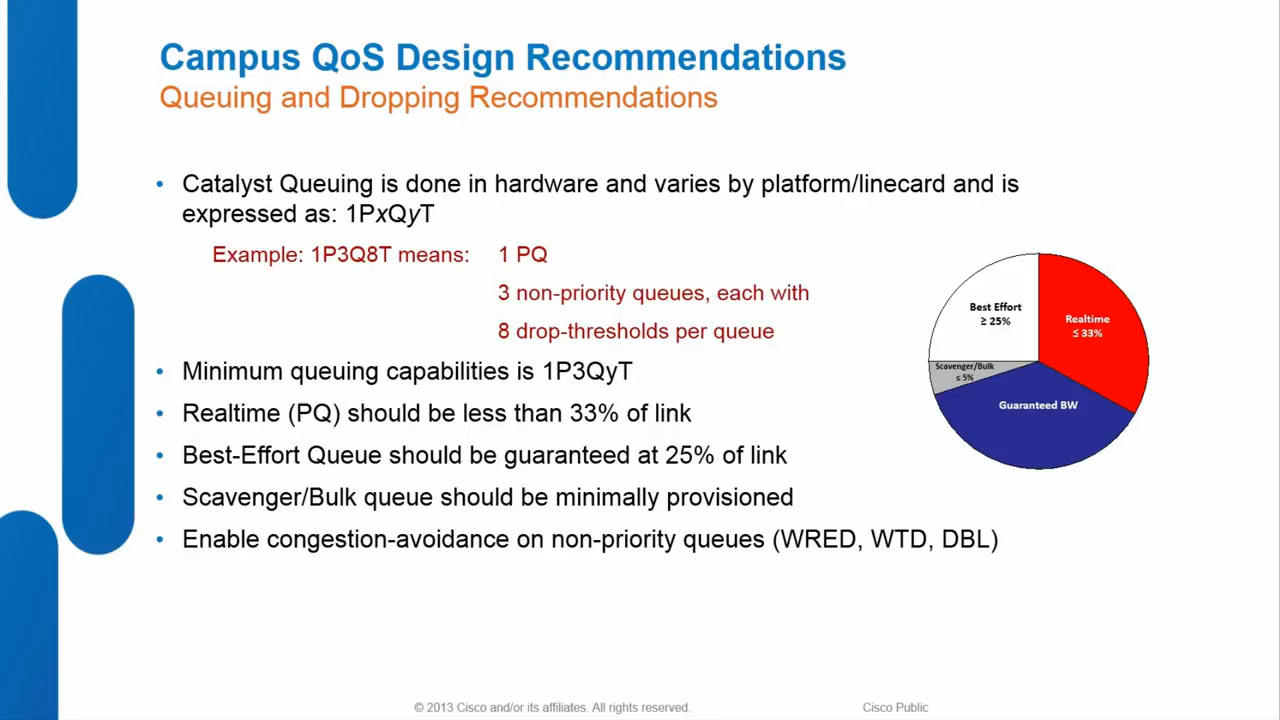 Campus QoS Design Recommendations
Queuing and Dropping Recommendations
• Catalyst Queuing is done in hardware and varies by platform/linecard and is
expressed as: 1PxQyT
Example: 1P3Q8T means: 1 PQ
3 non-priority queues, each with
8 drop-thresholds per queue
• Minimum queuing capabilities is 1P3QyT
• Realtime (PQ) should be less than 33% of link
• Best-Effort Queue should be guaranteed at 25% of link
• Scavenger/Bulk queue should be minimally provisioned
• Enable congestion-avoidance on non-priority queues (WRED, WTD, DBL)
Best Effort
≥ 25%
Realtime
≤ 33%
Scavenger/Bulk
≤ 5%
Guaranteed BW
© 2013 Cisco and/or its affiliates. All rights reserved.
Cisco Public